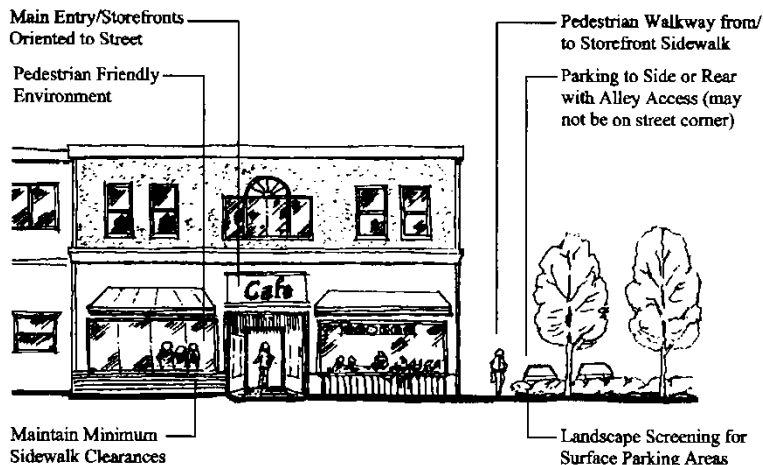 Main Entry/Storefronts
Oriented to Street
Pedestrian Friendly
Environment
Pedestrian Walkway from/
to Storefront Sidewalk
Parking to Side or Rear
with Alley Access (may
not be on street corner)
Cafe
Maintain Minimum
Sidewalk Clearances
Landscape Screening for
Surface Parking Areas